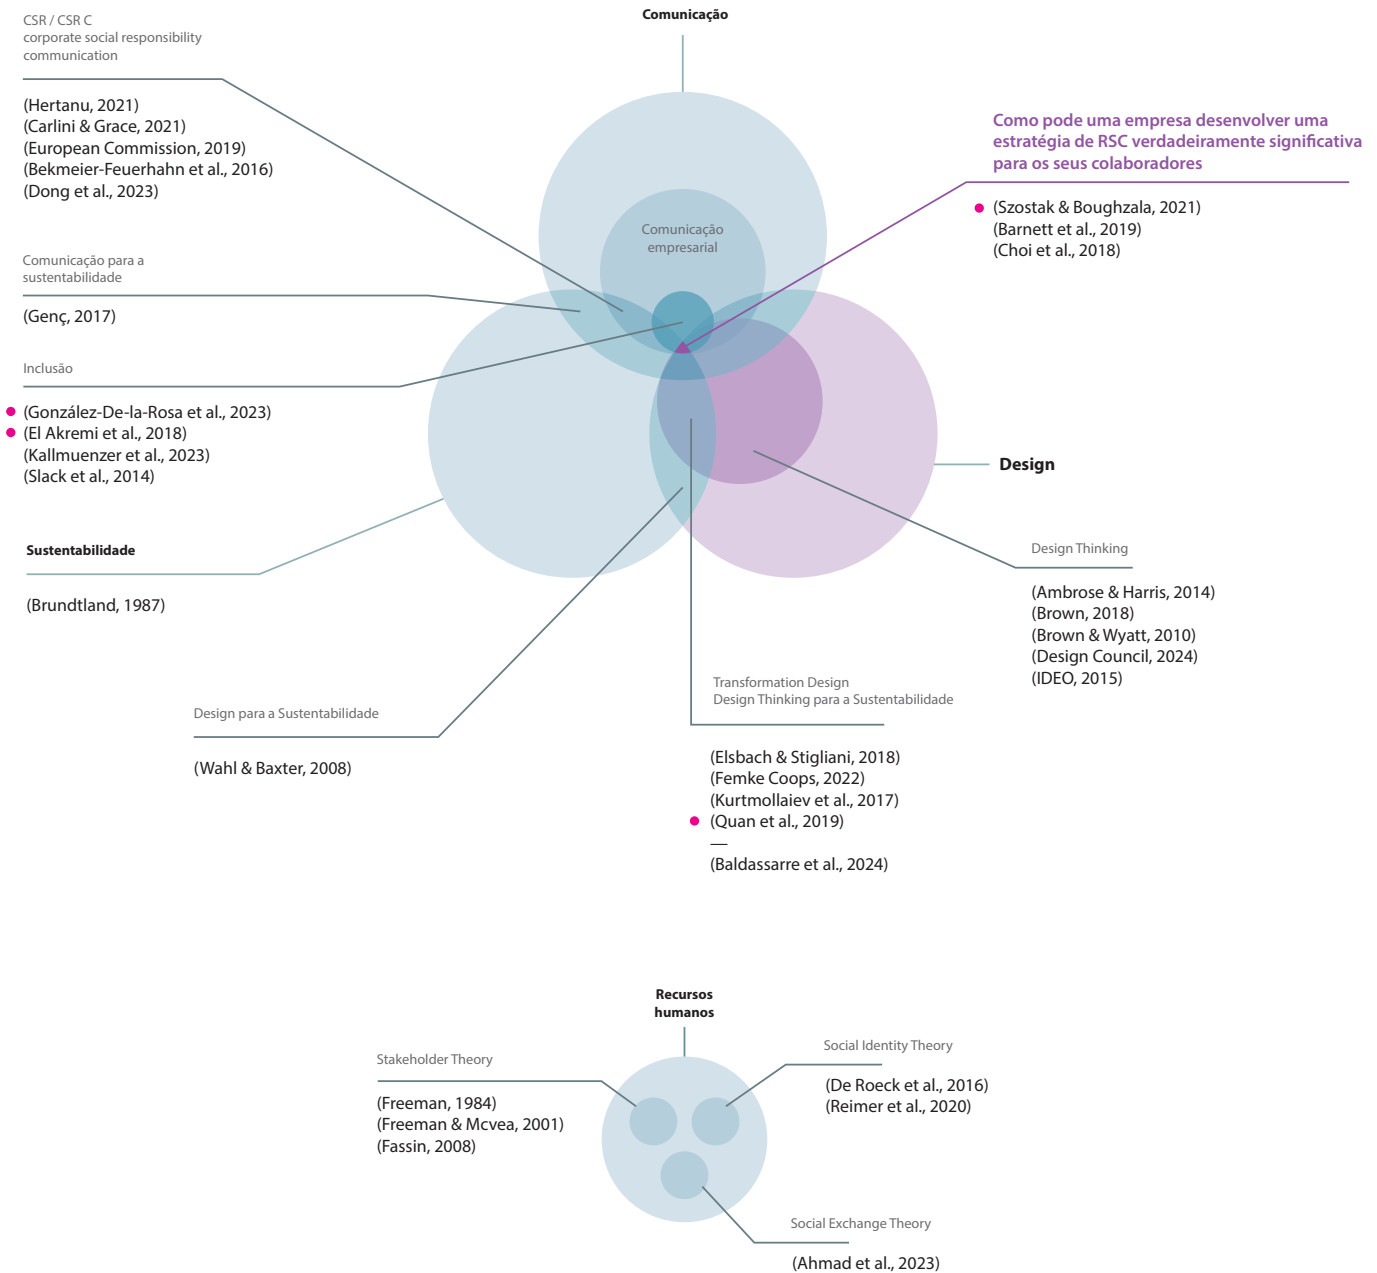 CSR / CSR C
corporate social responsibility
communication
(Hertanu, 2021)
(Carlini & Grace, 2021)
(European Commission, 2019)
(Bekmeier-Feuerhahn et al., 2016)
(Dong et al., 2023)
Comunicação
Como pode uma empresa desenvolver uma
estratégia de RSC verdadeiramente significativa
para os seus colaboradores
(Szostak & Boughzala, 2021)
(Barnett et al., 2019)
(Choi et al., 2018)
Comunicação
empresarial
Comunicação para a
sustentabilidade
(Genç, 2017)
Inclusão
(González-De-la-Rosa et al., 2023)
(El Akremi et al., 2018)
(Kallmuenzer et al., 2023)
(Slack et al., 2014)
Design
Sustentabilidade
(Brundtland, 1987)
Design Thinking
(Ambrose & Harris, 2014)
(Brown, 2018)
(Brown & Wyatt, 2010)
(Design Council, 2024)
(IDEO, 2015)
Design para a Sustentabilidade
(Wahl & Baxter, 2008)
Transformation Design
Design Thinking para a Sustentabilidade
(Elsbach & Stigliani, 2018)
(Femke Coops, 2022)
(Kurtmollaiev et al., 2017)
(Quan et al., 2019)
—
(Baldassarre et al., 2024)
Recursos
humanos
Stakeholder Theory
(Freeman, 1984)
(Freeman & Mcvea, 2001)
(Fassin, 2008)
Social Identity Theory
(De Roeck et al., 2016)
(Reimer et al., 2020)
Social Exchange Theory
(Ahmad et al., 2023)